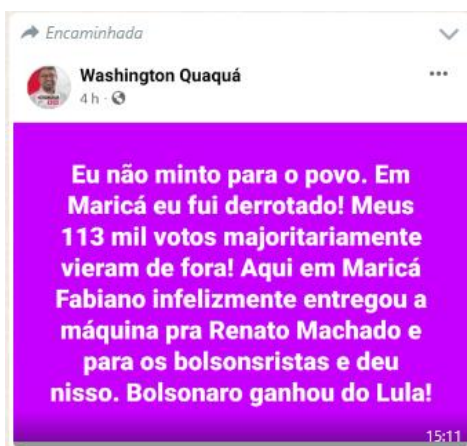 Encaminhada
Washington Quaquá
4 h ·
Eu não minto para o povo. Em
Maricá eu fui derrotado! Meus
113 mil votos majoritariamente
vieram de fora! Aqui em Maricá
Fabiano infelizmente entregou a
máquina pra Renato Machado e
para os bolsonsristas e deu
nisso. Bolsonaro ganhou do Lula!
15:11